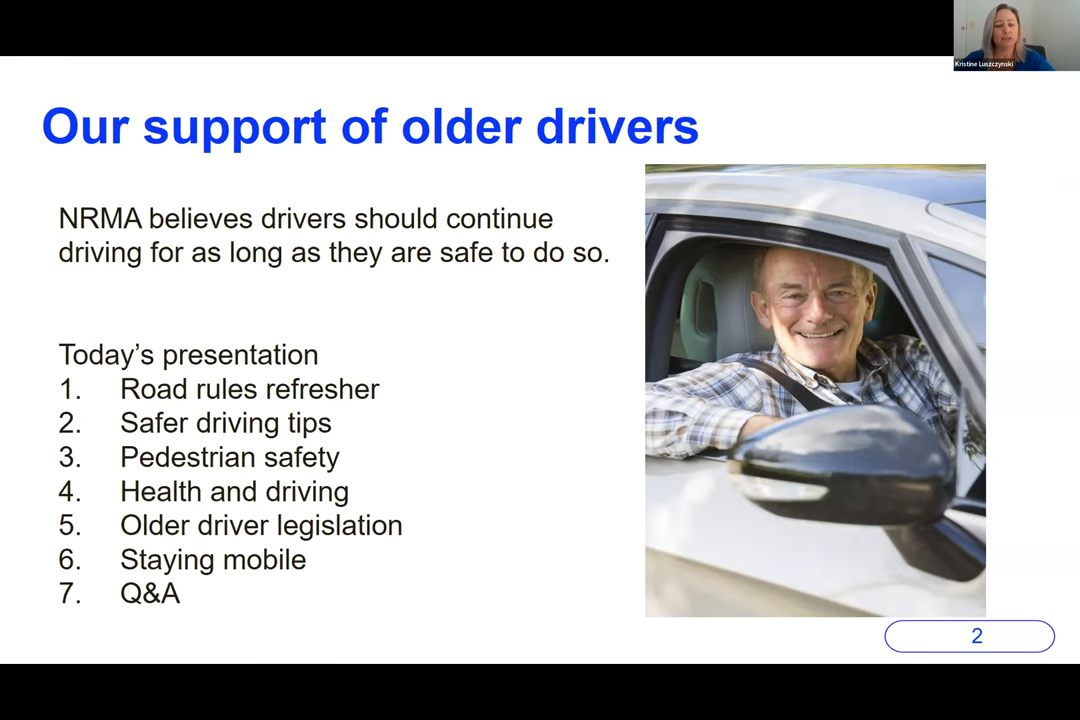 Kristine Luszczynski
Our support of older drivers
NRMA believes drivers should continue
driving for as long as they are safe to do so.
Today’s presentation
1. Road rules refresher
2. Safer driving tips
3. Pedestrian safety
4. Health and driving
5. Older driver legislation
6. Staying mobile
7. Q&A
2